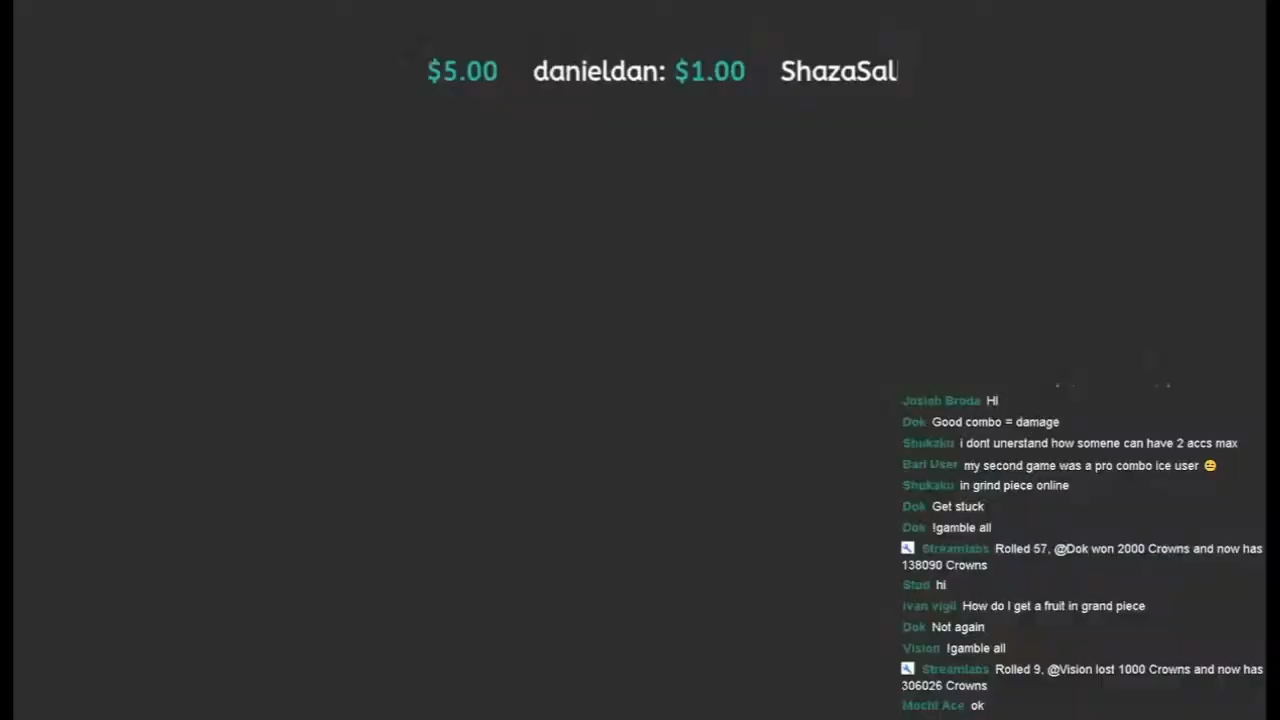 $5.00 danieldan: $1.00 ShazaSal
Josiah Broda Hi
Dok Good combo = damage
Shukaku i dont unerstand how somene can have 2 accs max
Bari User my second game was a pro combo ice user 😑
Shukaku in grind piece online
Dok Get stuck
Dok !gamble all
Streamlabs Rolled 57, @Dok won 2000 Crowns and now has
138090 Crowns
Stud hi
ivan vigil How do I get a fruit in grand piece
Dok Not again
Vision !gamble all
Streamlabs Rolled 9, @Vision lost 1000 Crowns and now has
306026 Crowns
Mochi Ace ok